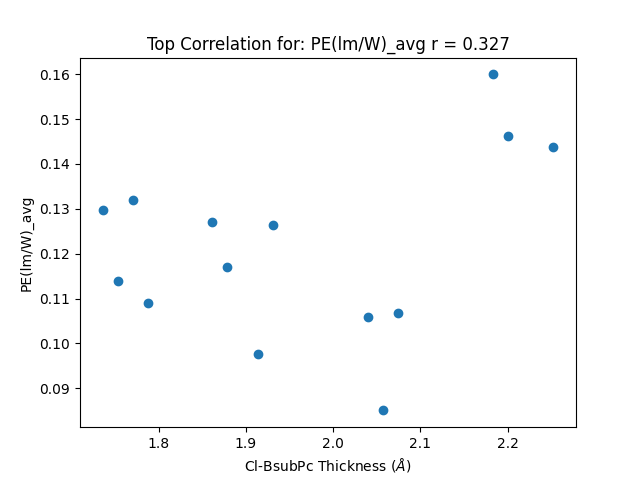 Top Correlation for: PE(lm/W)_avg r = 0.327
PE(lm/W)_avg
0.16
0.15
0.14
0.13
0.12
0.11
0.10
0.09
1.8 1.9 2.0 2.1 2.2
Cl-BsubPc Thickness (Å)